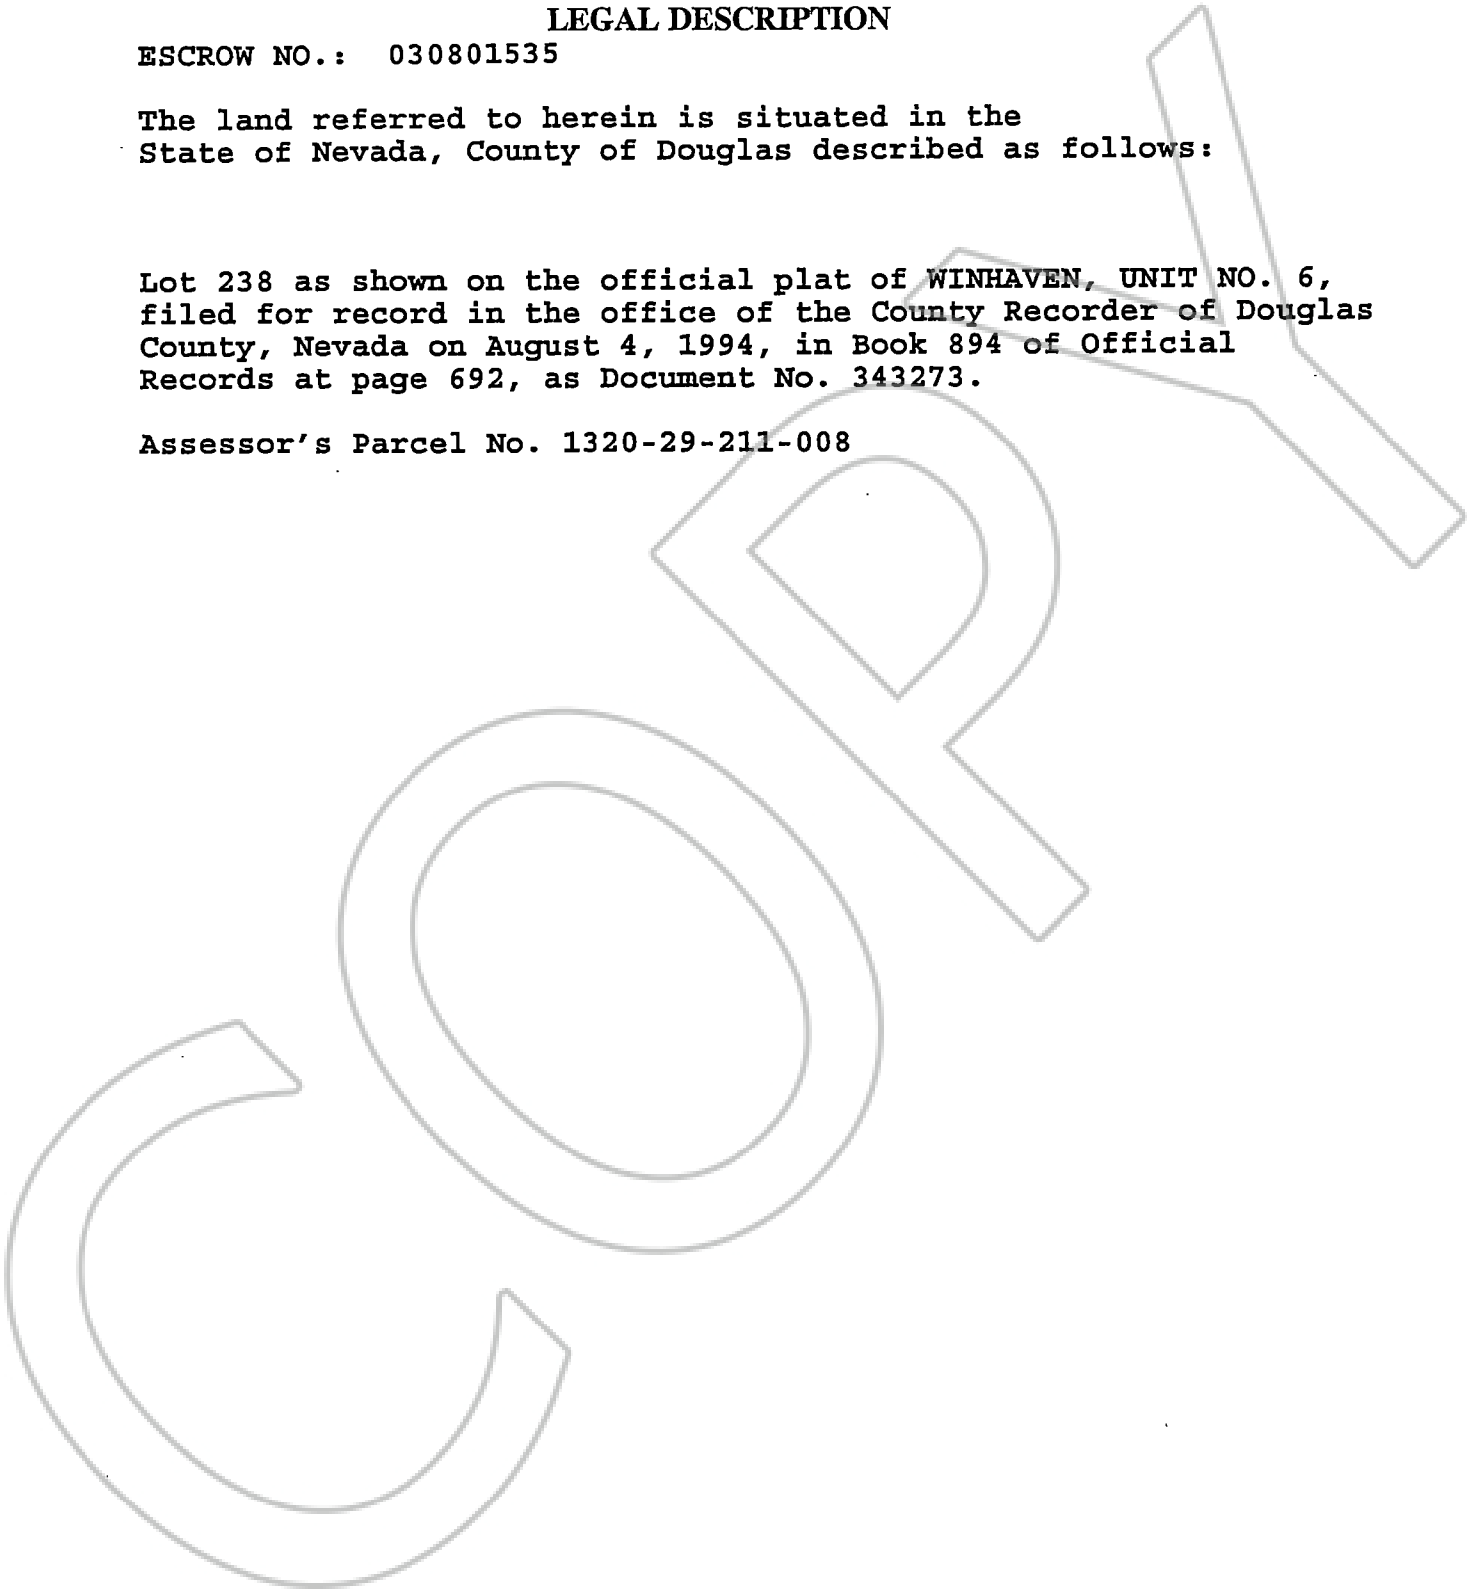 LEGAL DESCRIPTION
ESCROW NO.: 030801535
The land referred to herein is situated in the
State of Nevada, County of Douglas described as follows:
Lot 238 as shown on the official plat of WINHAVEN, UNIT NO. 6,
filed for record in the office of the County Recorder of Douglas
County, Nevada on August 4, 1994, in Book 894 of Official
Records at page 692, as Document No. 343273.
Assessor's Parcel No. 1320-29-211-008
COPY